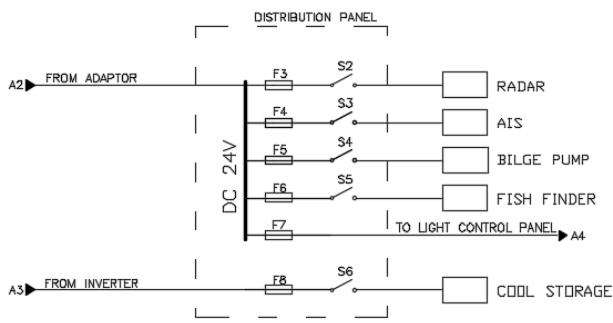 DISTRIBUTION PANEL
A2 FROM ADAPTOR F3 S2 RADAR
F4 S3 AIS
F5 S4 BILGE PUMP
F6 S5 FISH FINDER
DC 24V
F7 TO LIGHT CONTROL PANEL A4
A3 FROM INVERTER F8 S6 COOL STORAGE